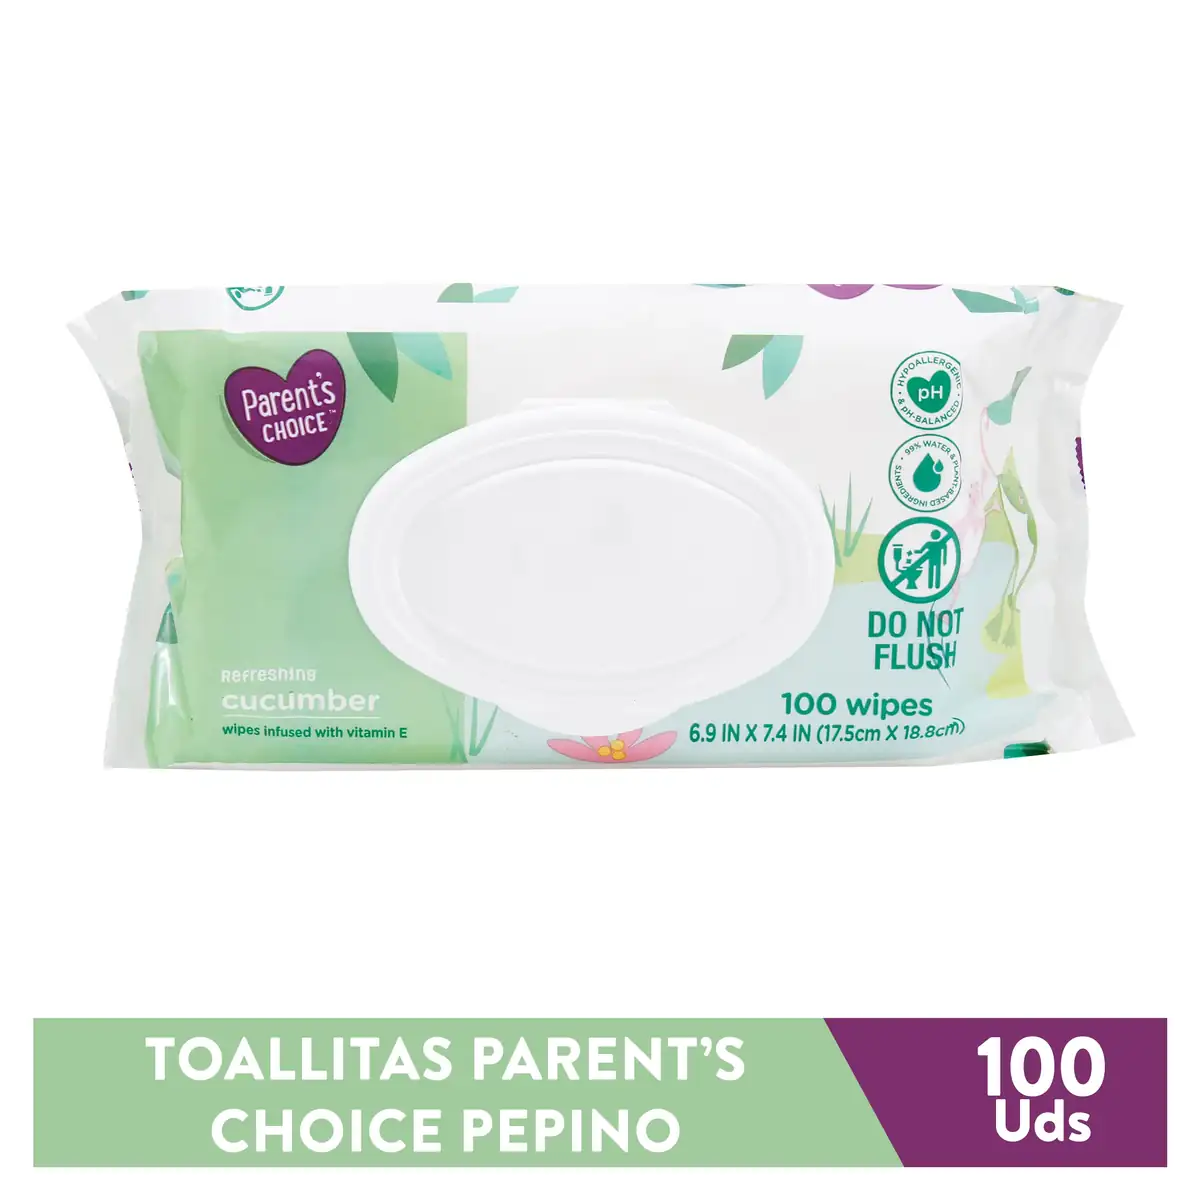 Parent's
CHOICE™
HYPOALLERGENIC
& pH-BALANCED
pH
99% WATER & PLANT-BASED INGREDIENTS
DO NOT
FLUSH
Refreshing
cucumber
wipes infused with vitamin E
100 wipes
6.9 IN X 7.4 IN (17.5cm X 18.8cm)
TOALLITAS PARENT'S
CHOICE PEPINO
100
Uds